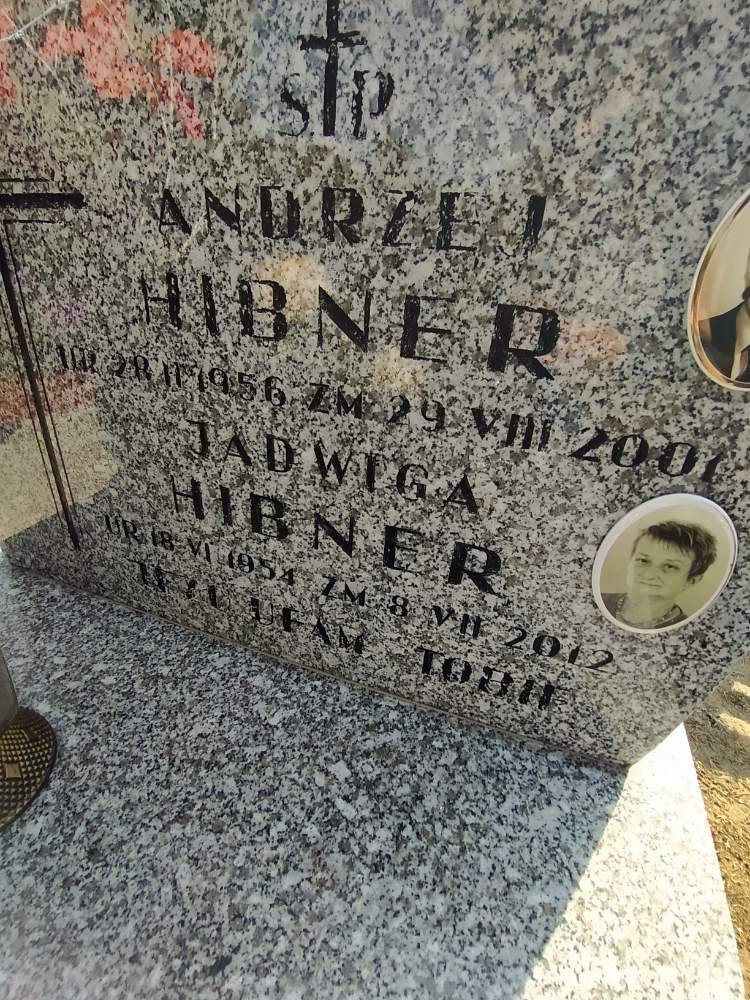 Ś P
ANDRZEJ
HIBNER
UR. 28 II 1956 ZM 29 VIII 2001
JADWIGA
HIBNER
UR. 18 VI 1954 ZM 8 VII 2012
UFAM TOBIE